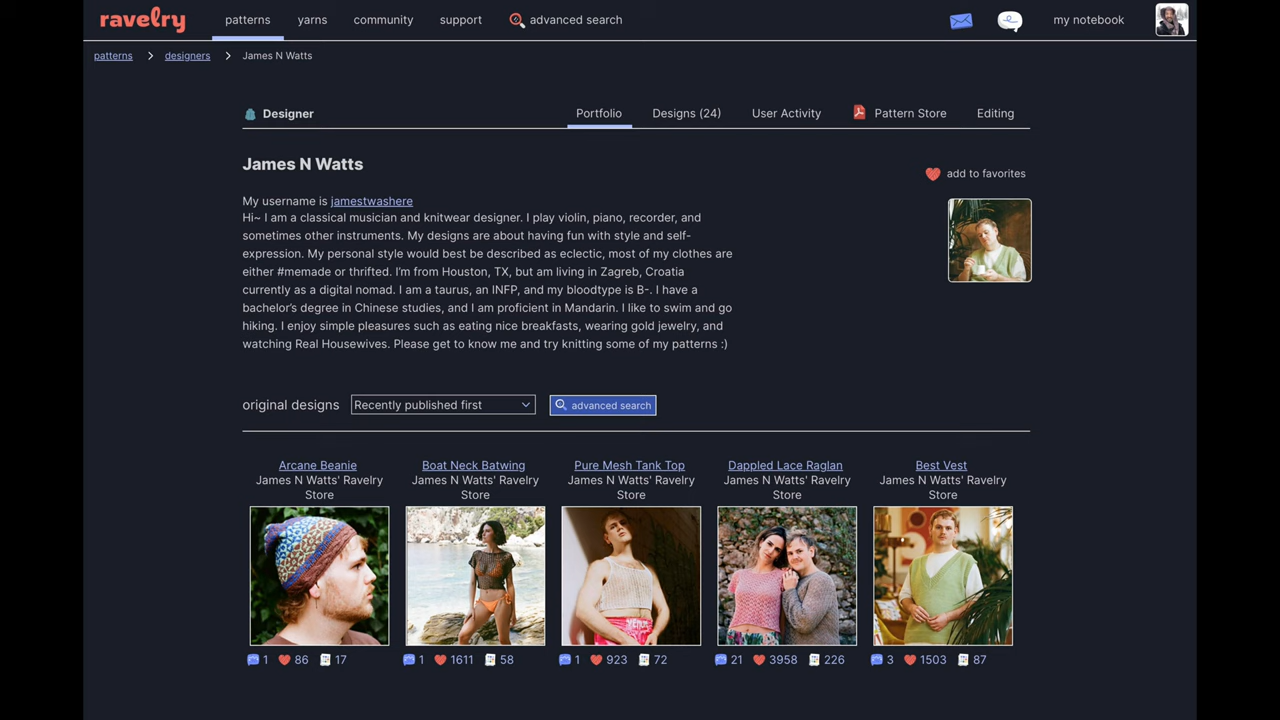 ravelry patterns yarns community support advanced search my notebook
patterns > designers > James N Watts
Designer Portfolio Designs (24) User Activity Pattern Store Editing
James N Watts
add to favorites
My username is jamestwashere
Hi~ I am a classical musician and knitwear designer. I play violin, piano, recorder, and
sometimes other instruments. My designs are about having fun with style and self-
expression. My personal style would best be described as eclectic, most of my clothes are
either #memade or thrifted. I'm from Houston, TX, but am living in Zagreb, Croatia
currently as a digital nomad. I am a taurus, an INFP, and my bloodtype is B-. I have a
bachelor's degree in Chinese studies, and I am proficient in Mandarin. I like to swim and go
hiking. I enjoy simple pleasures such as eating nice breakfasts, wearing gold jewelry, and
watching Real Housewives. Please get to know me and try knitting some of my patterns :)
original designs Recently published first advanced search
Arcane Beanie Boat Neck Batwing Pure Mesh Tank Top Dappled Lace Raglan Best Vest
James N Watts' Ravelry James N Watts' Ravelry James N Watts' Ravelry James N Watts' Ravelry James N Watts' Ravelry
Store Store Store Store Store
1 86 17 1 1611 58 1 923 72 21 3958 226 3 1503 87